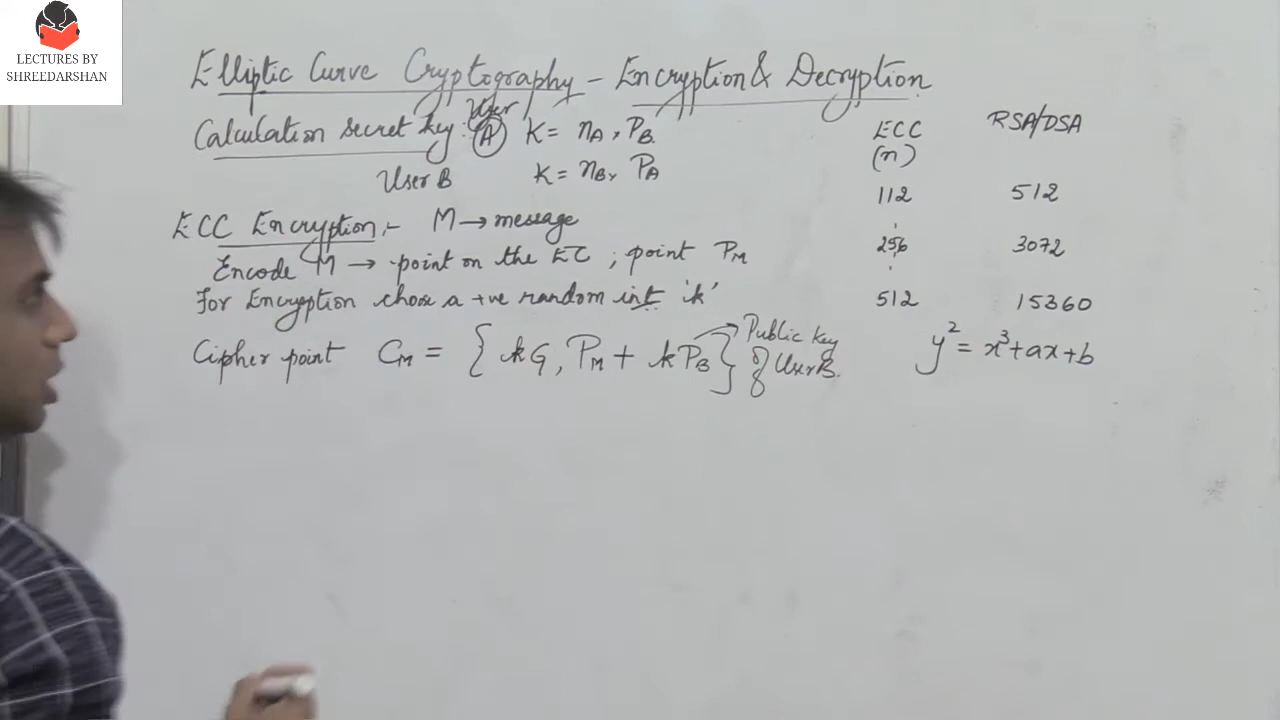 LECTURES BY
SHREEDARSHAN
Elliptic Curve Cryptography - Encryption & Decryption
Calculation secret key : User A K = nA, PB
User B K = nB, PA
ECC Encryption :- M → message
Encode M → point on the EC ; point PM
For Encryption chose a +ve random int 'k'
Cipher point CM = { kG, PM + kPB } → Public key
of User B.
ECC RSA/DSA
(n)
112 512
256 3072
512 15360
y² = x³+ax+b